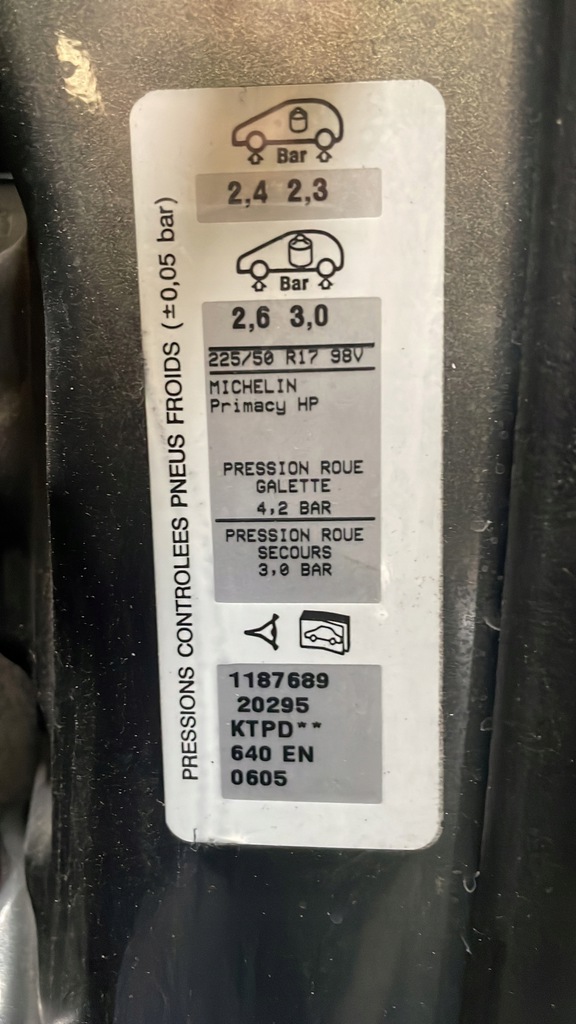 PRESSIONS CONTROLEES PNEUS FROIDS (±0,05 bar)
Bar
2,4 2,3
Bar
2,6 3,0
225/50 R17 98V
MICHELIN
Primacy HP
PRESSION ROUE
GALETTE
4,2 BAR
PRESSION ROUE
SECOURS
3,0 BAR
1187689
20295
KTPD**
640 EN
0605